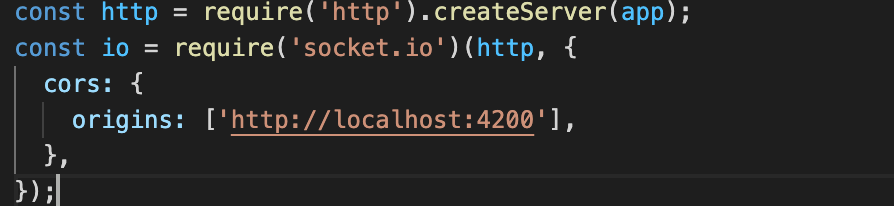 const http = require('http').createServer(app);
const io = require('socket.io')(http, {
cors: {
origins: ['http://localhost:4200'],
},
});